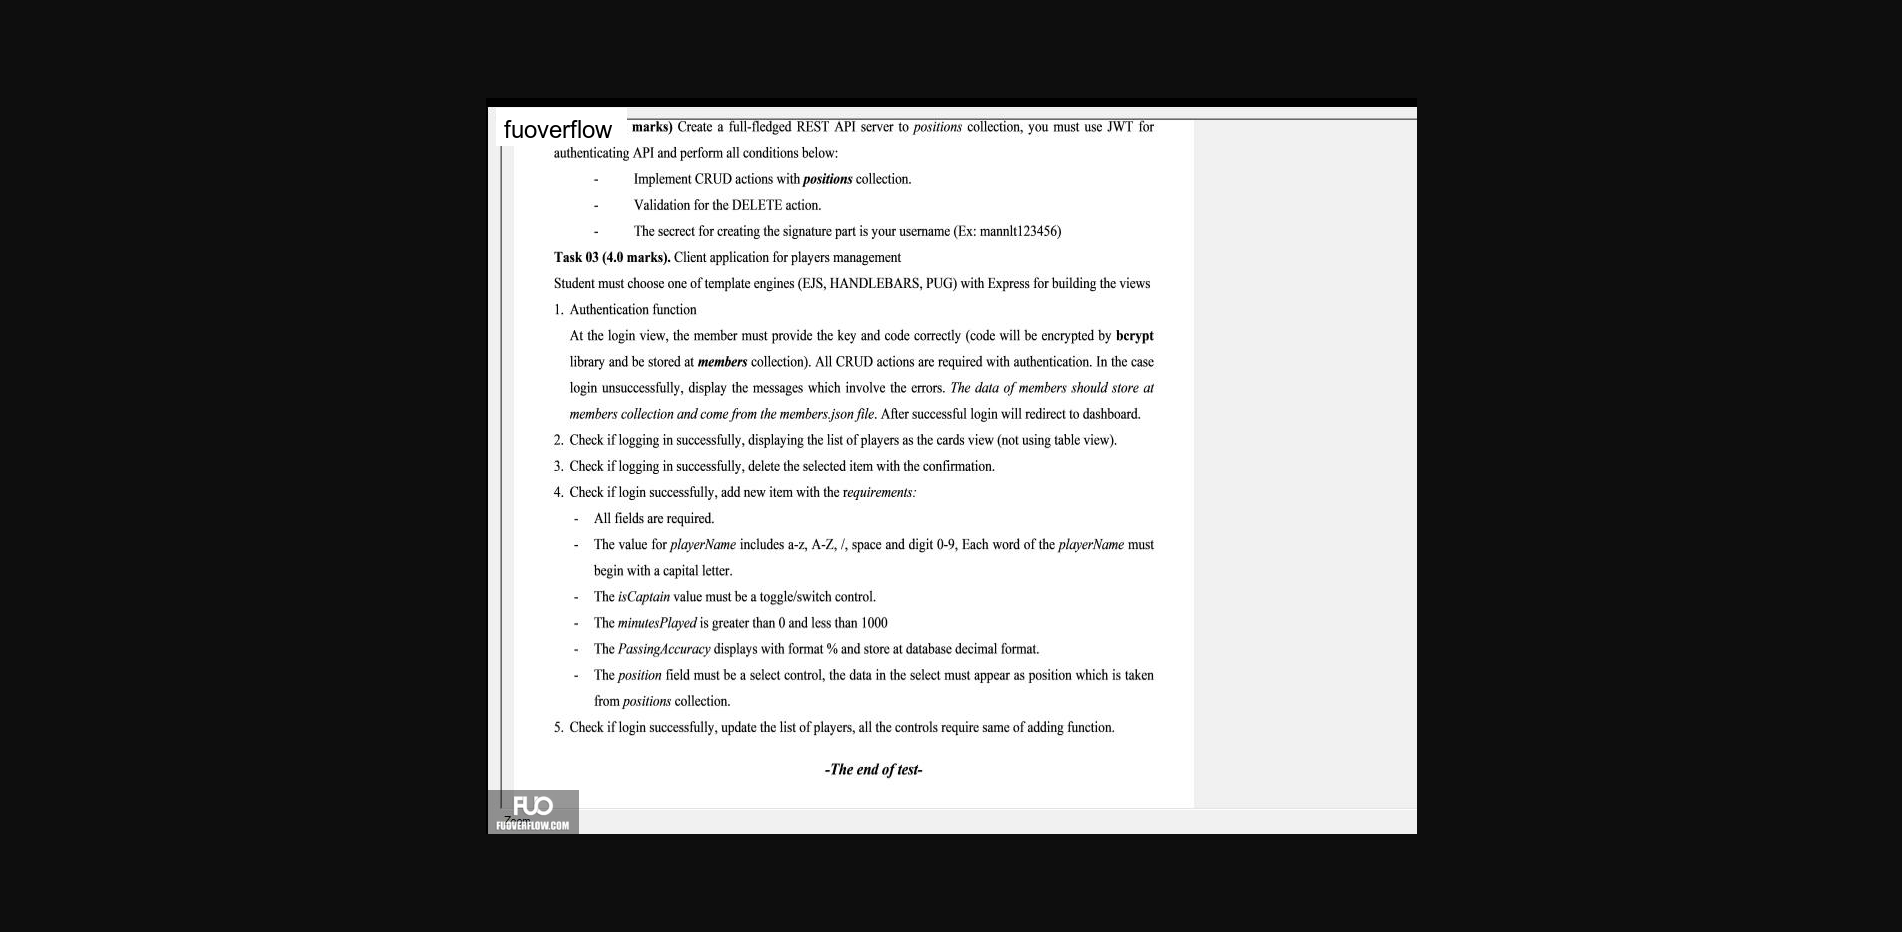 fuoverflow
marks) Create a full-fledged REST API server to positions collection, you must use JWT for
authenticating API and perform all conditions below:
- Implement CRUD actions with positions collection.
- Validation for the DELETE action.
- The secrect for creating the signature part is your username (Ex: mannlt123456)
Task 03 (4.0 marks). Client application for players management
Student must choose one of template engines (EJS, HANDLEBARS, PUG) with Express for building the views
1. Authentication function
At the login view, the member must provide the key and code correctly (code will be encrypted by bcrypt
library and be stored at members collection). All CRUD actions are required with authentication. In the case
login unsuccessfully, display the messages which involve the errors. The data of members should store at
members collection and come from the members.json file. After successful login will redirect to dashboard.
2. Check if logging in successfully, displaying the list of players as the cards view (not using table view).
3. Check if logging in successfully, delete the selected item with the confirmation.
4. Check if login successfully, add new item with the requirements:
- All fields are required.
- The value for playerName includes a-z, A-Z, /, space and digit 0-9, Each word of the playerName must
begin with a capital letter.
- The isCaptain value must be a toggle/switch control.
- The minutesPlayed is greater than 0 and less than 1000
- The PassingAccuracy displays with format % and store at database decimal format.
- The position field must be a select control, the data in the select must appear as position which is taken
from positions collection.
5. Check if login successfully, update the list of players, all the controls require same of adding function.
-The end of test-
FUO
Zoom
FUOVERFLOW.COM